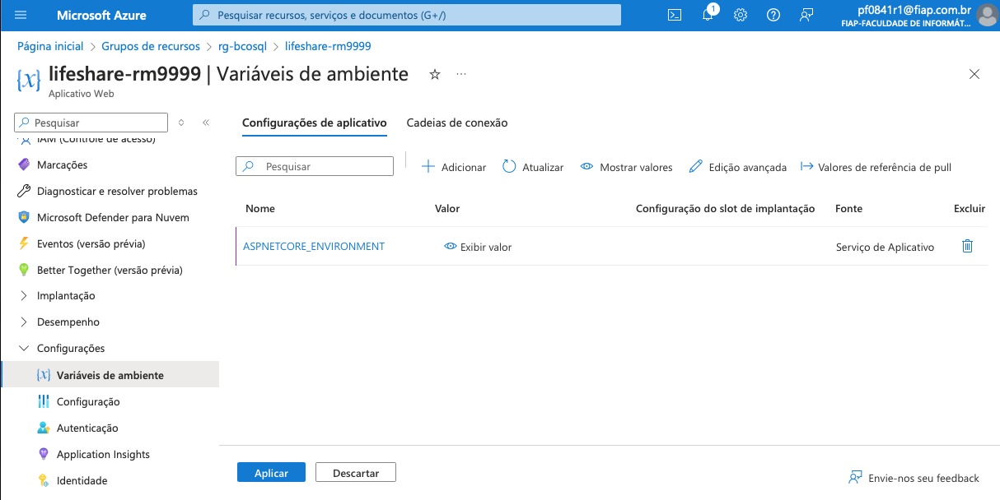 Microsoft Azure
Pesquisar recursos, serviços e documentos (G+/)
1
pf0841r1@fiap.com.br
FIAP-FACULDADE DE INFORMÁT...
Página inicial > Grupos de recursos > rg-bcosql > lifeshare-rm9999
{x} lifeshare-rm9999 | Variáveis de ambiente ☆ ...
Aplicativo Web
Pesquisar
IAM (Controle de acesso)
Marcações
Diagnosticar e resolver problemas
Microsoft Defender para Nuvem
Eventos (versão prévia)
Better Together (versão prévia)
Implantação
Desempenho
Configurações
{x} Variáveis de ambiente
Configuração
Autenticação
Application Insights
Identidade
Configurações de aplicativo Cadeias de conexão
Pesquisar Adicionar Atualizar Mostrar valores Edição avançada Valores de referência de pull
Nome Valor Configuração do slot de implantação Fonte Excluir
ASPNETCORE_ENVIRONMENT Exibir valor Serviço de Aplicativo
Aplicar Descartar
Envie-nos seu feedback